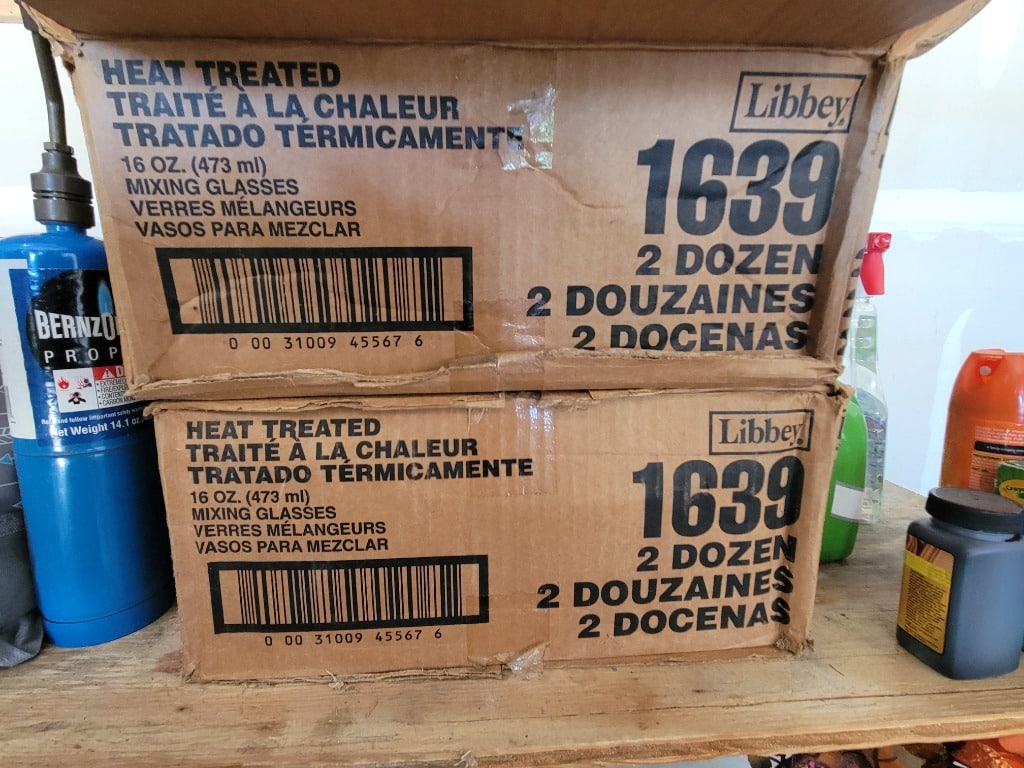 HEAT TREATED
TRAITÉ À LA CHALEUR
TRATADO TÉRMICAMENTE
16 OZ. (473 ml)
MIXING GLASSES
VERRES MÉLANGEURS
VASOS PARA MEZCLAR
0 00 31009 45567 6
Libbey
1639
2 DOZEN
2 DOUZAINES
2 DOCENAS
HEAT TREATED
TRAITÉ À LA CHALEUR
TRATADO TÉRMICAMENTE
16 OZ. (473 ml)
MIXING GLASSES
VERRES MÉLANGEURS
VASOS PARA MEZCLAR
0 00 31009 45567 6
Libbey
1639
2 DOZEN
2 DOUZAINES
2 DOCENAS
BERNZO
PROP
Net Weight 14.1 oz